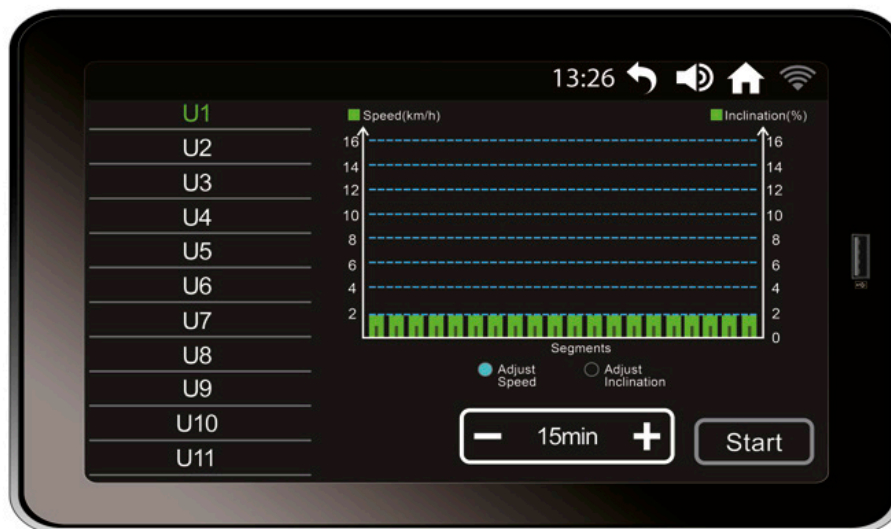 13:26
U1
U2
U3
U4
U5
U6
U7
U8
U9
U10
U11
Speed(km/h)
Inclination(%)
16
14
12
10
8
6
4
2
16
14
12
10
8
6
4
2
0
Segments
Adjust
Speed
Adjust
Inclination
15min
Start